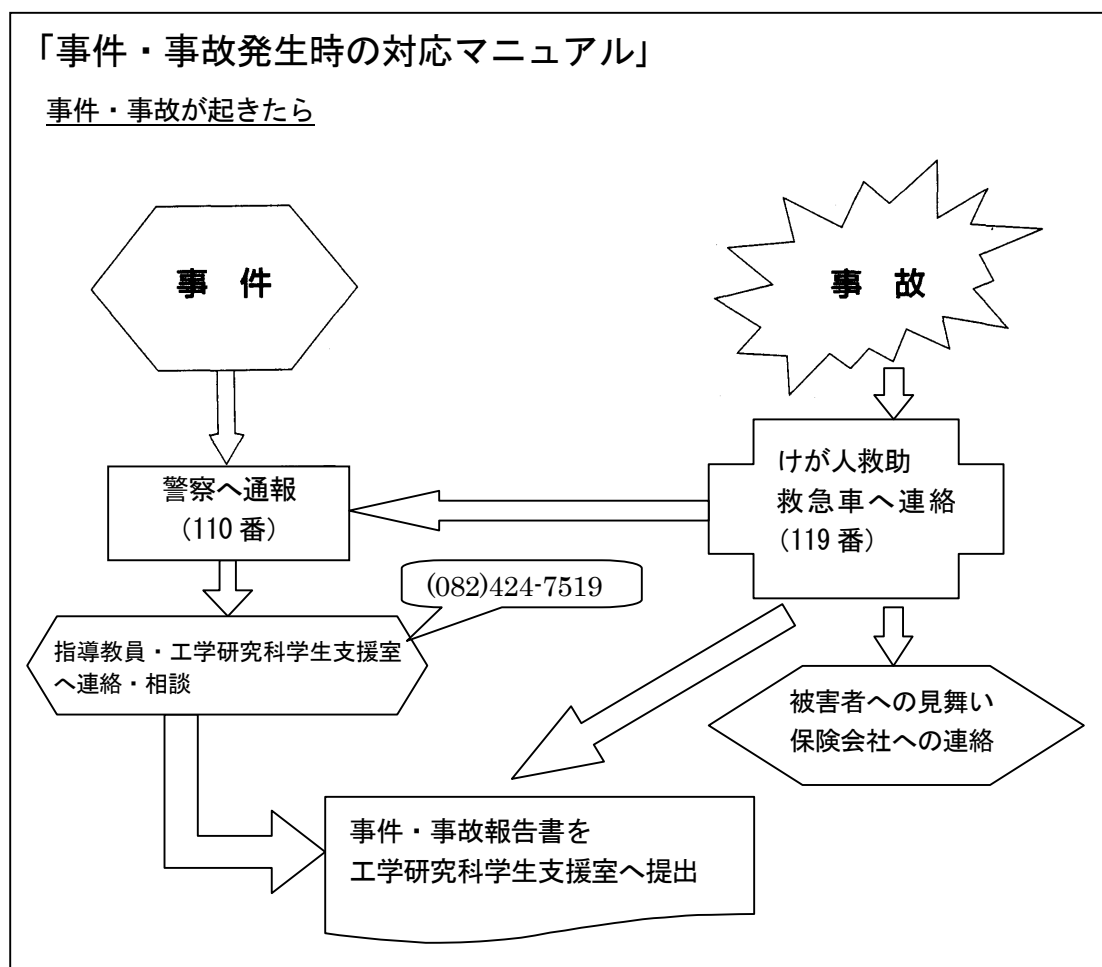 「事件・事故発生時の対応マニュアル」
事件・事故が起きたら
事 件
事 故
警察へ通報
(110 番)
けが人救助
救急車へ連絡
(119 番)
(082)424-7519
指導教員・工学研究科学生支援室
へ連絡・相談
被害者への見舞い
保険会社への連絡
事件・事故報告書を
工学研究科学生支援室へ提出